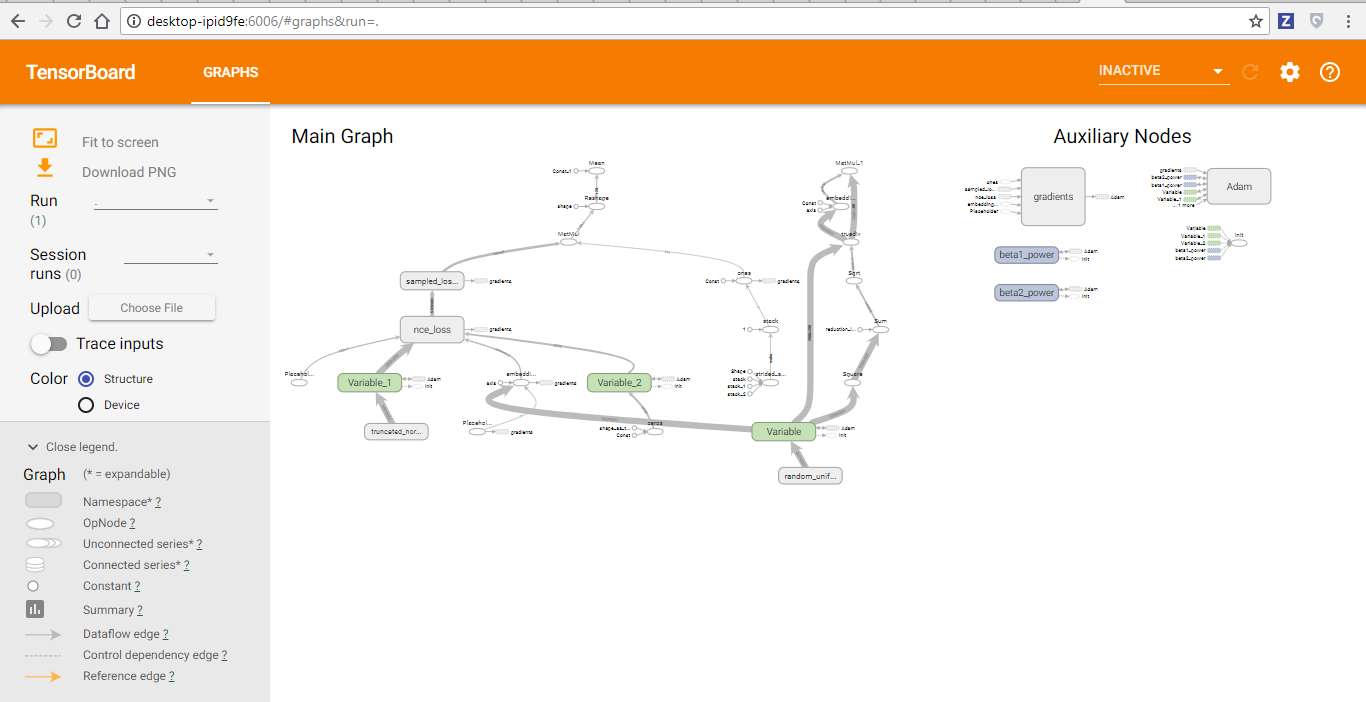 desktop-ipid9fe:6006/#graphs&run=.
Z
TensorBoard
GRAPHS
INACTIVE
Fit to screen
Download PNG
Run
(1)
.
Session
runs (0)
Upload
Choose File
Trace inputs
Color
Structure
Device
Close legend.
Graph
(* = expandable)
Namespace* ?
OpNode ?
Unconnected series* ?
Connected series* ?
Constant ?
Summary ?
Dataflow edge ?
Control dependency edge ?
Reference edge ?
Main Graph
Mean
Const_1
Reshape
shape
MatMul
sampled_los...
gradients
nce_loss
gradients
Placehol...
Variable_1
Adam
init
truncated_nor...
axis
embeddi...
gradients
Placehol...
gradients
Variable_2
Adam
init
shape_as_t...
Const
zeros
MatMul_1
Const
axis
embeddi...
truediv
ones
Const
gradients
Sqrt
stack
1
reduction_i...
Sum
Shape
stack
stack_1
stack_2
strided_s...
Square
Variable
Adam
init
random_unif...
Auxiliary Nodes
ones
sampled_lo...
nce_loss
embedding...
Placeholder
gradients
Adam
gradients
beta2_power
beta1_power
Variable
Variable_1
... 1 more
Adam
Variable
Variable_1
Variable_2
beta1_power
beta2_power
init
beta1_power
Adam
init
beta2_power
Adam
init